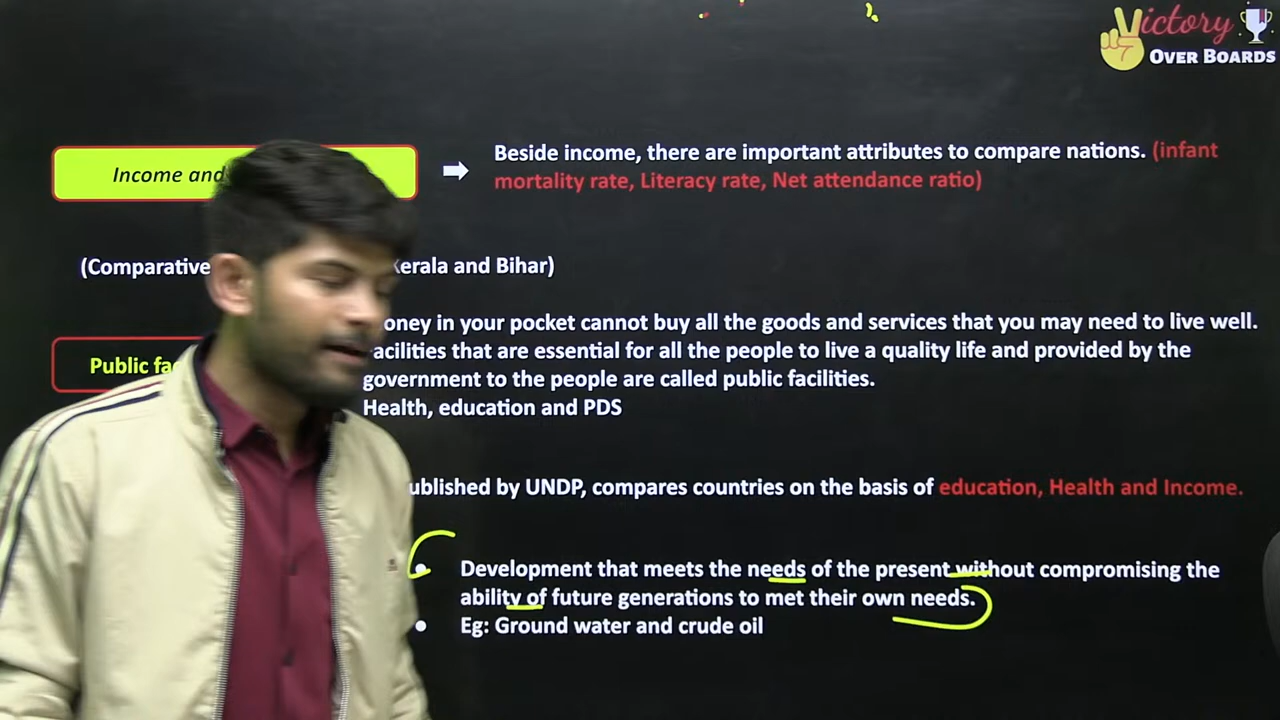 Victory
OVER BOARDS
Income and
Beside income, there are important attributes to compare nations. (infant
mortality rate, Literacy rate, Net attendance ratio)
(Comparative
Kerala and Bihar)
oney in your pocket cannot buy all the goods and services that you may need to live well.
Public fac
acilities that are essential for all the people to live a quality life and provided by the
government to the people are called public facilities.
Health, education and PDS
ublished by UNDP, compares countries on the basis of education, Health and Income.
Development that meets the needs of the present without compromising the
ability of future generations to met their own needs.
Eg: Ground water and crude oil